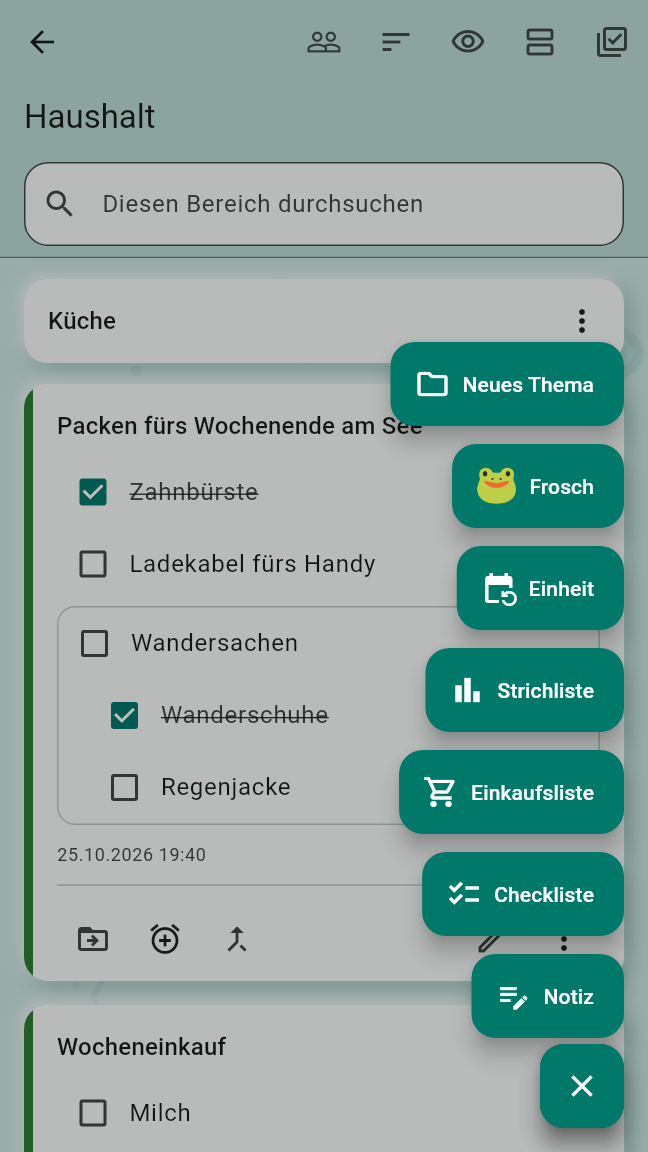 Haushalt
Diesen Bereich durchsuchen
Küche
Neues Thema
Packen fürs Wochenende am See
Zahnbürste
Frosch
Ladekabel fürs Handy
Einheit
Wandersachen
Strichliste
Wanderschuhe
Regenjacke
Einkaufsliste
25.10.2026 19:40
Checkliste
Notiz
Wocheneinkauf
Milch